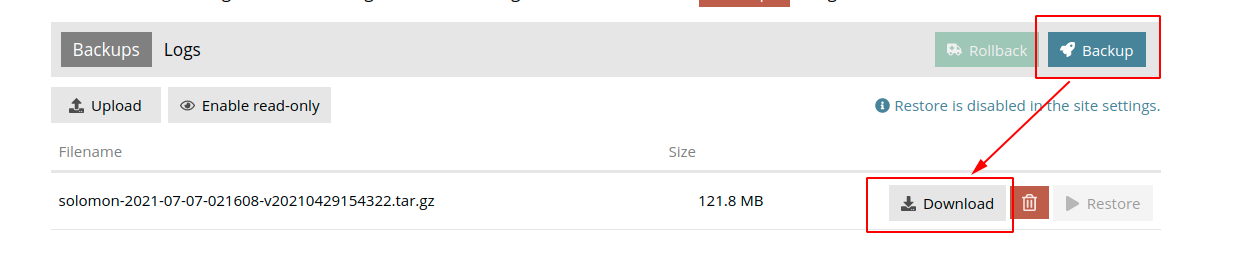 Backups Logs Rollback Backup
Upload Enable read-only Restore is disabled in the site settings.
Filename Size
solomon-2021-07-07-021608-v20210429154322.tar.gz 121.8 MB Download Restore